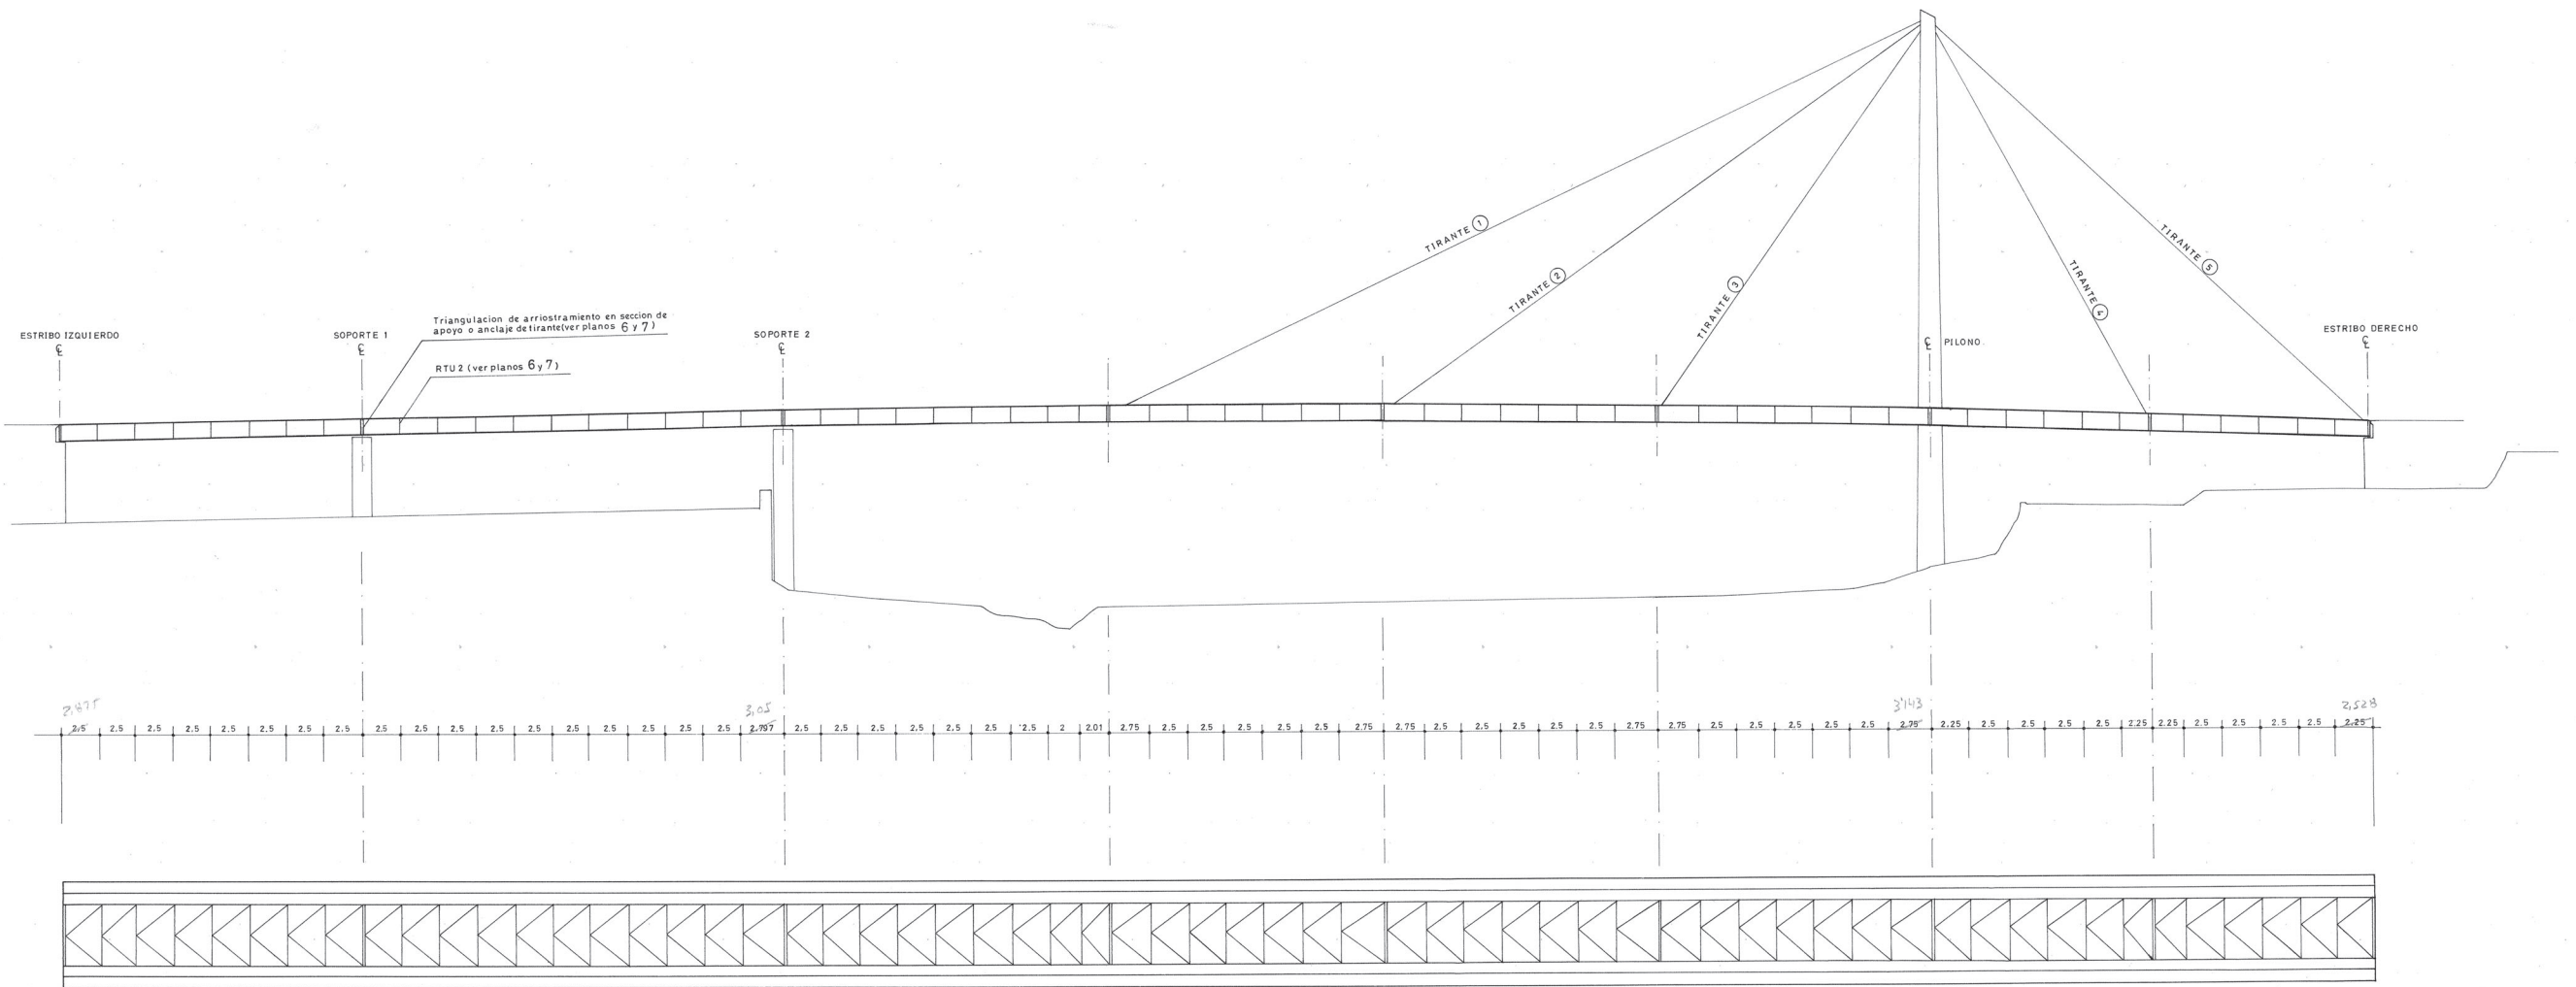 TIRANTE 1
TIRANTE 2
TIRANTE 3
TIRANTE 4
TIRANTE 5
ESTRIBO IZQUIERDO
℄
SOPORTE 1
℄
Triangulacion de arriostramiento en seccion de
apoyo o anclaje de tirante(ver planos 6 y 7)
RTU 2 (ver planos 6 y 7)
SOPORTE 2
℄
℄ PILONO
ESTRIBO DERECHO
℄
2,875 3,05 3'143 2,528
2,5 2.5 2.5 2.5 2.5 2.5 2.5 2.5 2.5 2.5 2.5 2.5 2.5 2.5 2.5 2.5 2.5 2.5 2.797 2.5 2.5 2.5 2.5 2.5 2.5 2.5 2 2.01 2.75 2.5 2.5 2.5 2.5 2.5 2.75 2.75 2.5 2.5 2.5 2.5 2.5 2.75 2.75 2.5 2.5 2.5 2.5 2.5 2.75 2.25 2.5 2.5 2.5 2.5 2.25 2.25 2.5 2.5 2.5 2.5 2.25